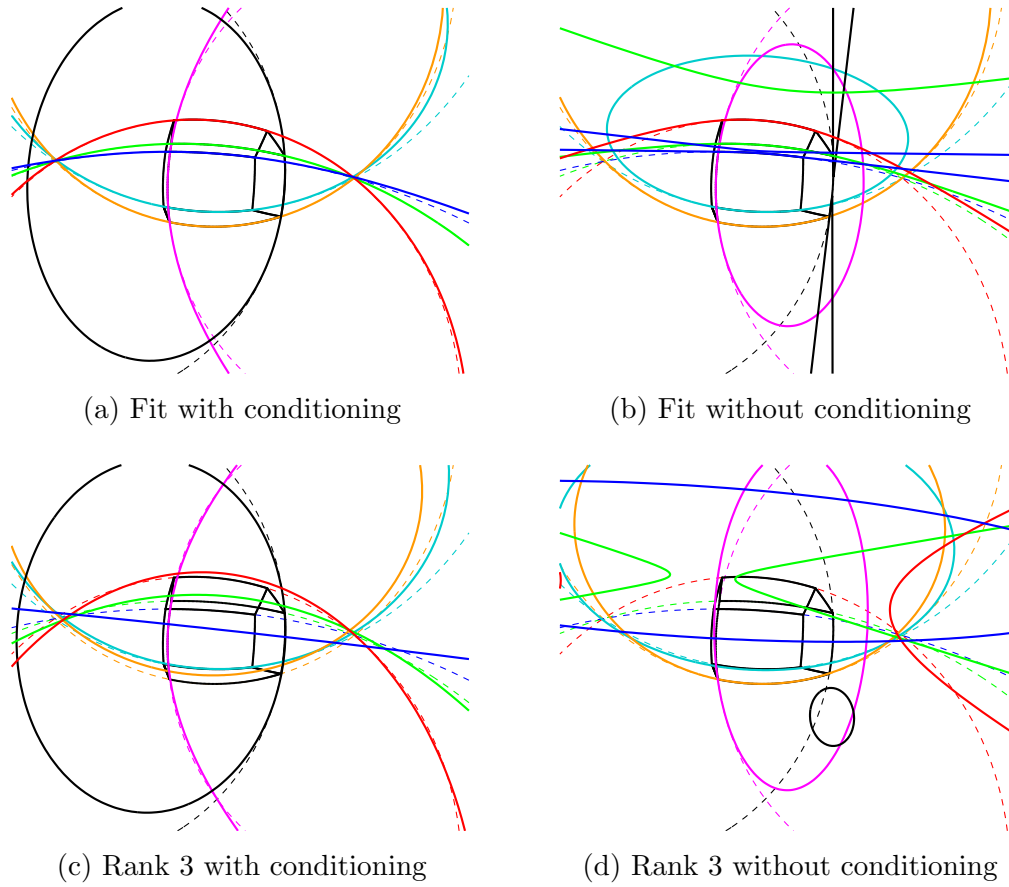 (a) Fit with conditioning
(b) Fit without conditioning
(c) Rank 3 with conditioning
(d) Rank 3 without conditioning